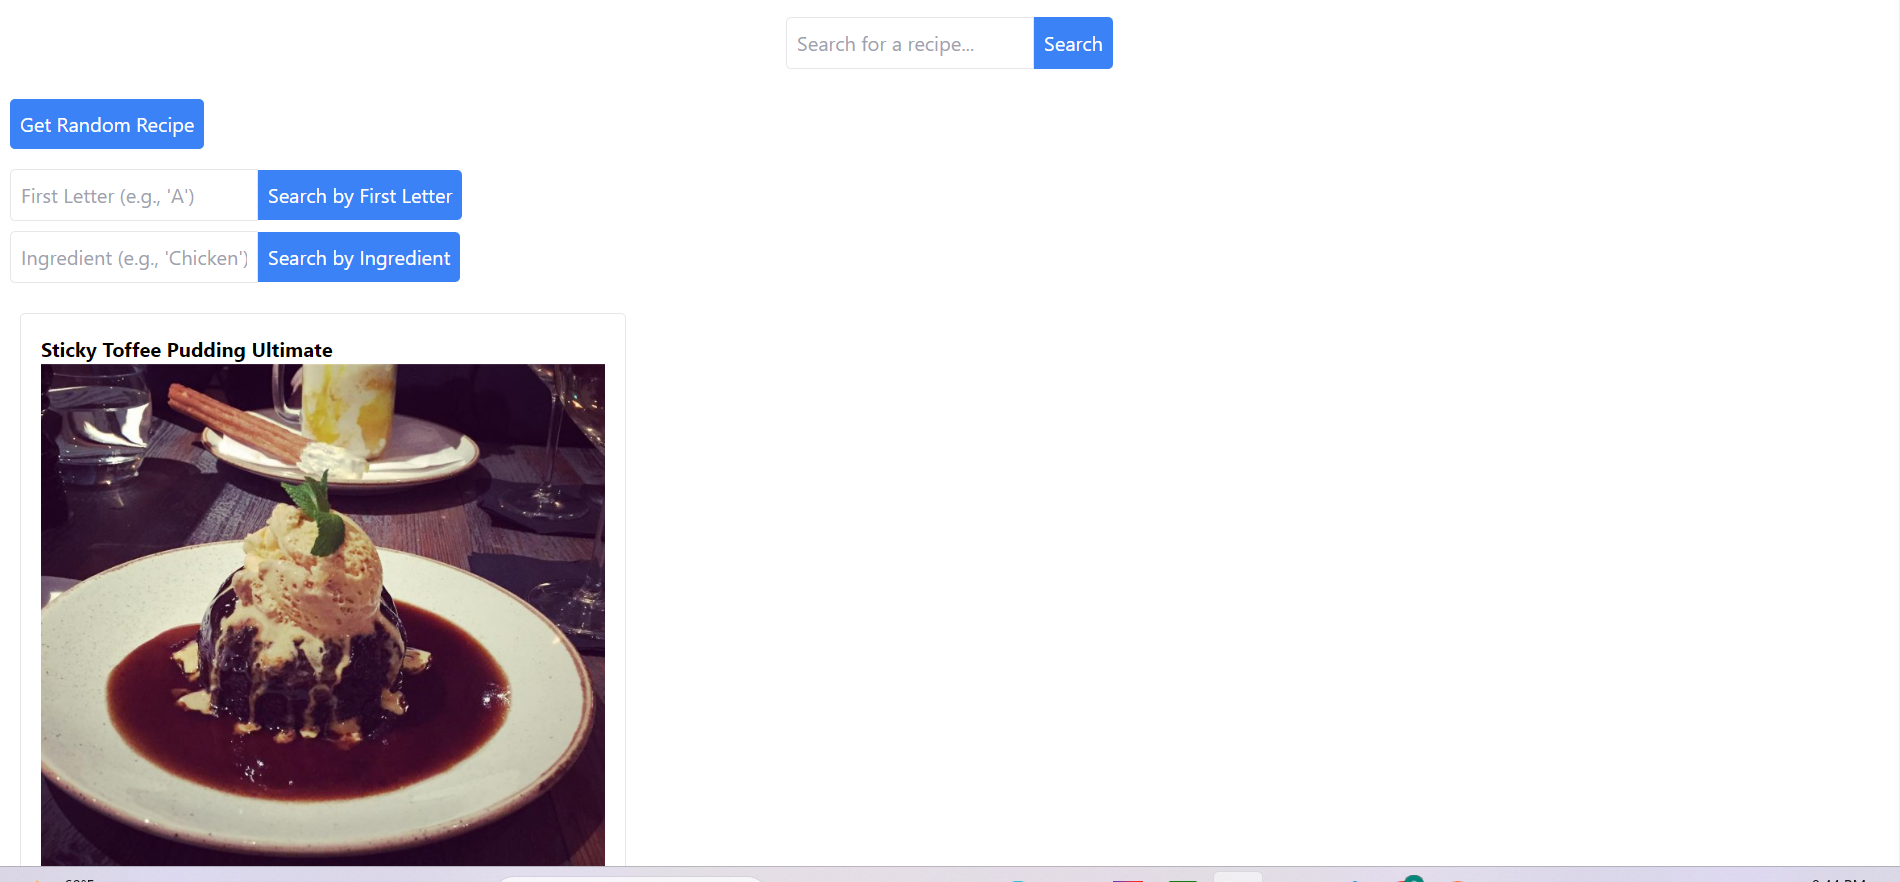 Search for a recipe... Search
Get Random Recipe
First Letter (e.g., 'A') Search by First Letter
Ingredient (e.g., 'Chicken') Search by Ingredient
Sticky Toffee Pudding Ultimate